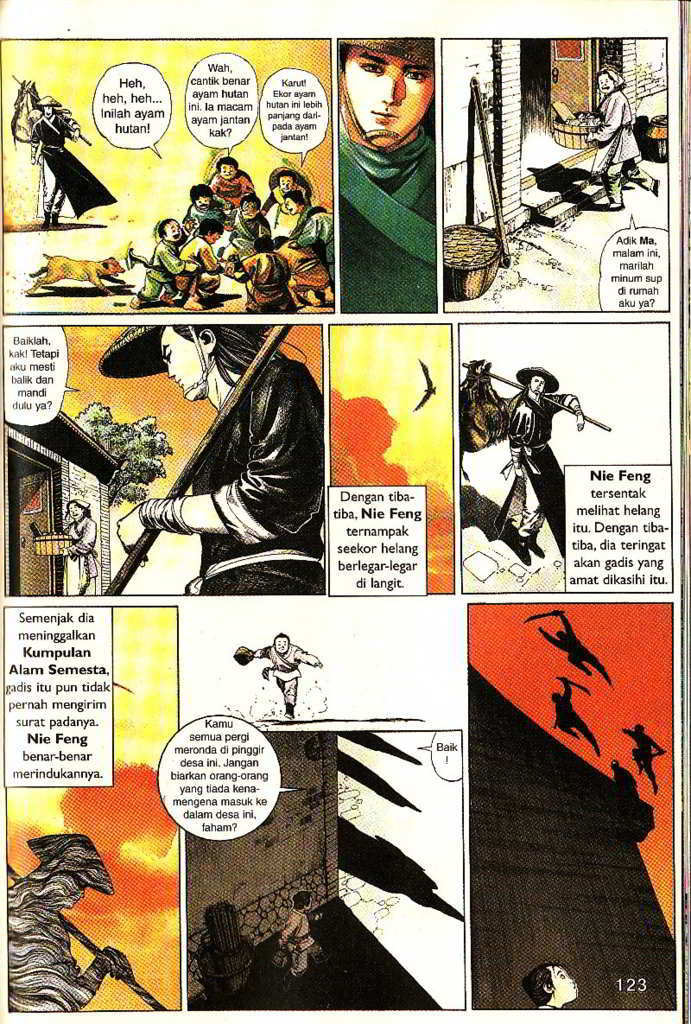 Heh,
heh, heh...
Inilah ayam
hutan!
Wah,
cantik benar
ayam hutan
ini. Ia macam
ayam jantan
kak?
Karut!
Ekor ayam
hutan ini lebih
panjang dari-
pada ayam
jantan!
Adik Ma,
malam ini,
marilah
minum sup
di rumah
aku ya?
Baiklah,
kak! Tetapi
aku mesti
balik dan
mandi
dulu ya?
Dengan tiba-
tiba, Nie Feng
ternampak
seekor helang
berlegar-legar
di langit.
Nie Feng
tersentak
melihat helang
itu. Dengan tiba-
tiba, dia teringat
akan gadis yang
amat dikasihi itu.
Semenjak dia
meninggalkan
Kumpulan
Alam Semesta,
gadis itu pun tidak
pernah mengirim
surat padanya.
Nie Feng
benar-benar
merindukannya.
Kamu
semua pergi
meronda di pinggir
desa ini. Jangan
biarkan orang-orang
yang tiada kena-
mengena masuk ke
dalam desa ini,
faham?
Baik
!
123